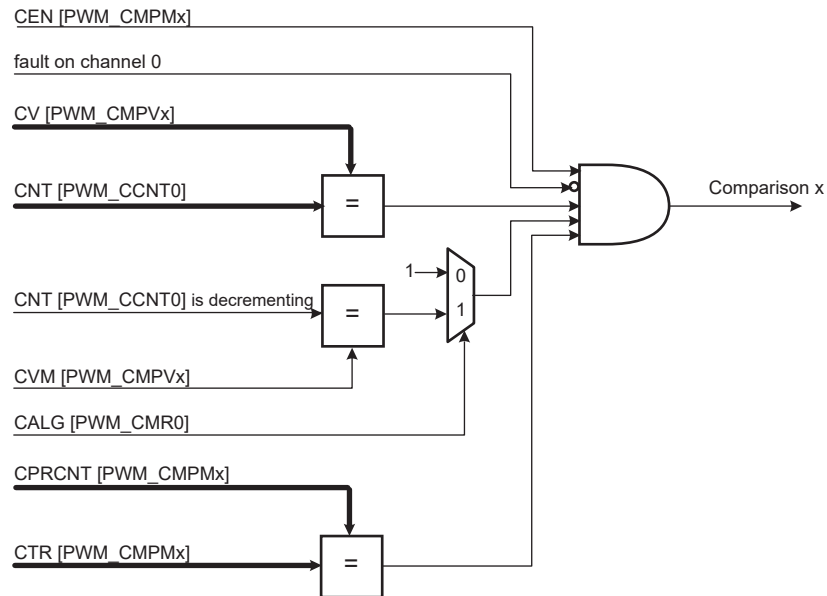 CEN [PWM_CMPMx]
fault on channel 0
CV [PWM_CMPVx]
CNT [PWM_CCNT0]
=
Comparison x
1
0
CNT [PWM_CCNT0] is decrementing
=
1
CVM [PWM_CMPVx]
CALG [PWM_CMR0]
CPRCNT [PWM_CMPMx]
CTR [PWM_CMPMx]
=